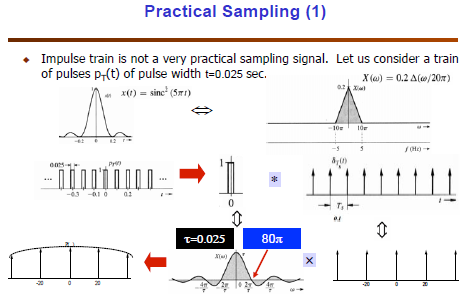 Practical Sampling (1)
Impulse train is not a very practical sampling signal. Let us consider a train
of pulses p_T(t) of pulse width t=0.025 sec.
X(ω) = 0.2 Δ(ω/20π)
x(t) = sinc² (5πt)
0.2
X(ω)
-10π
10π
ω
-5
5
f (Hz)
0.025
p_T(t)
1
*
-0.1
0
0.2
t
0
T_s
t
τ=0.025
80π
X(ω)
×
0
ω
-20
0
20
-20
0
20